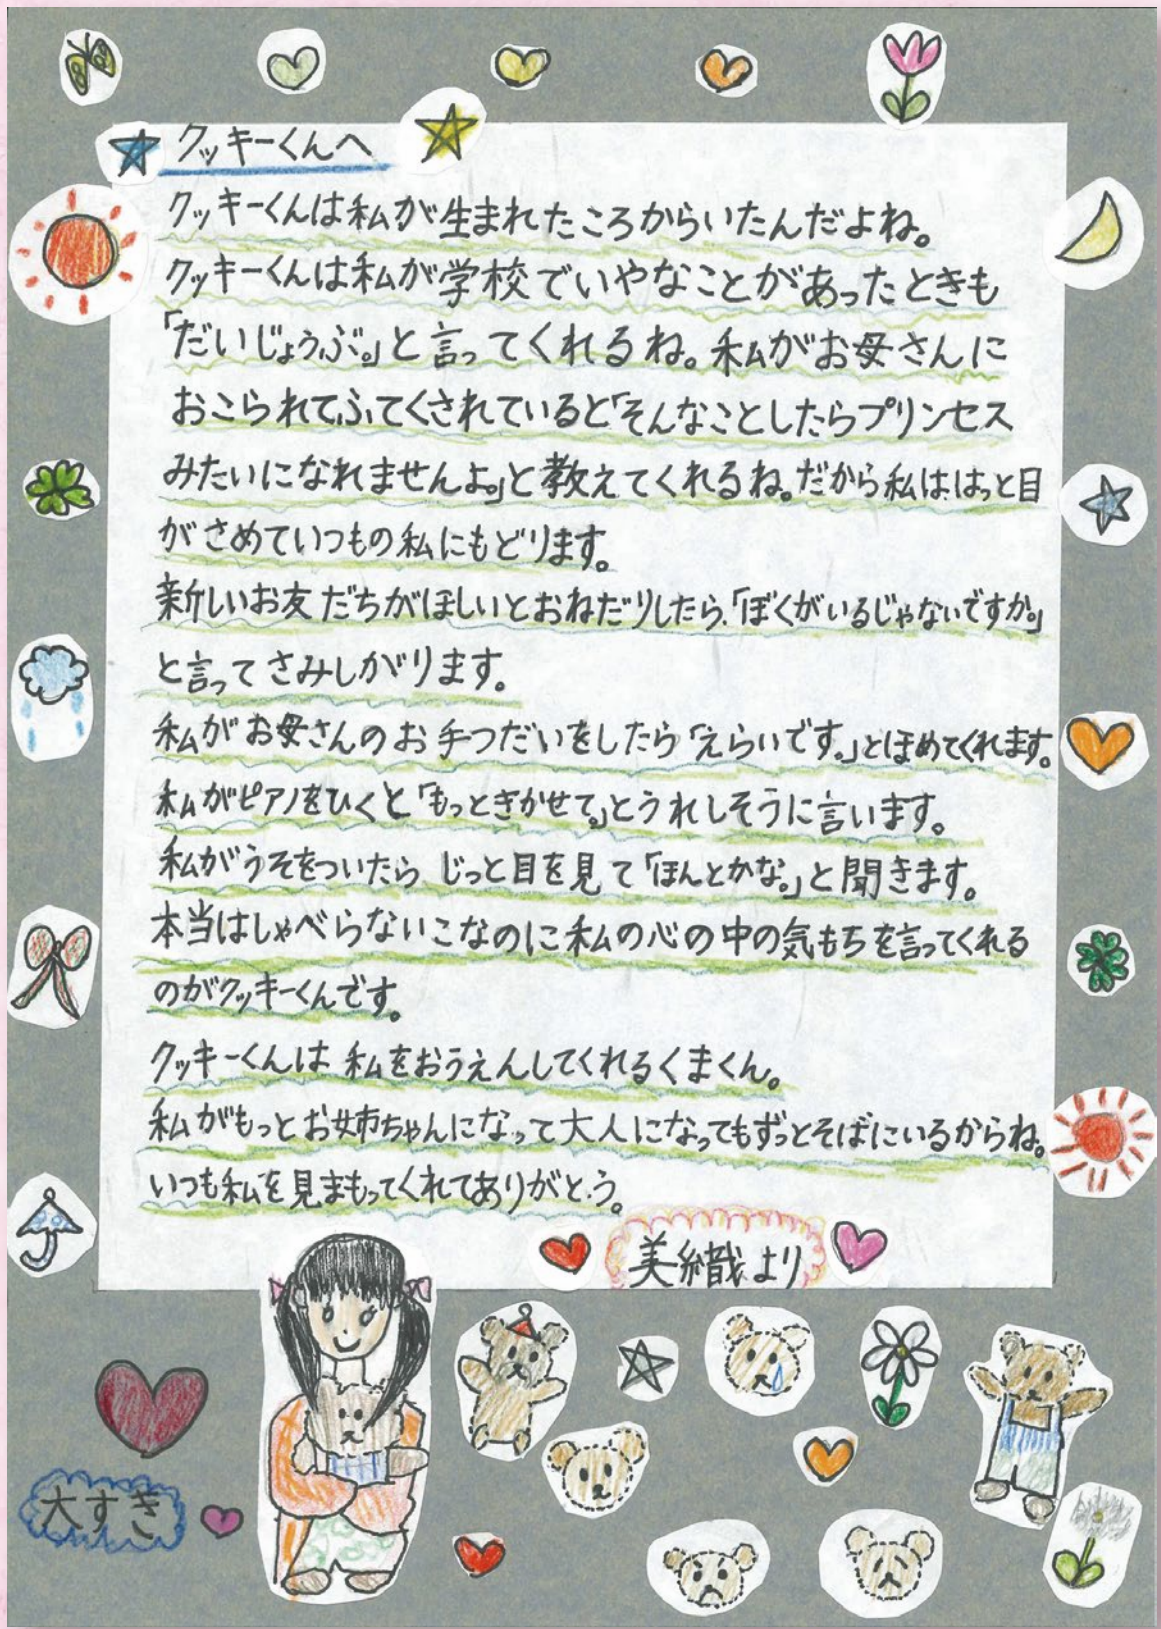 クッキーくんへ
クッキーくんは私が生まれたころからいたんだよね。
クッキーくんは私が学校でいやなことがあったときも
「だいじょうぶ。」と言ってくれるね。私がお母さんに
おこられてふてくされていると「そんなことしたらプリンセス
みたいになれませんよ。」と教えてくれるね。だから私ははっと目
がさめていつもの私にもどります。
新しいお友だちがほしいとおねだりしたら、「ぼくがいるじゃないですか。」
と言ってさみしがります。
私がお母さんのお手つだいをしたら「えらいです。」とほめてくれます。
私がピアノをひくと「もっときかせて。」とうれしそうに言います。
私がうそをついたら、じっと目を見て「ほんとかな。」と聞きます。
本当はしゃべらないこなのに私の心の中の気もちを言ってくれる
のがクッキーくんです。
クッキーくんは私をおうえんしてくれるくまくん。
私がもっとお姉ちゃんになって大人になってもずっとそばにいるからね。
いつも私を見まもってくれてありがとう。
美織より
大すき